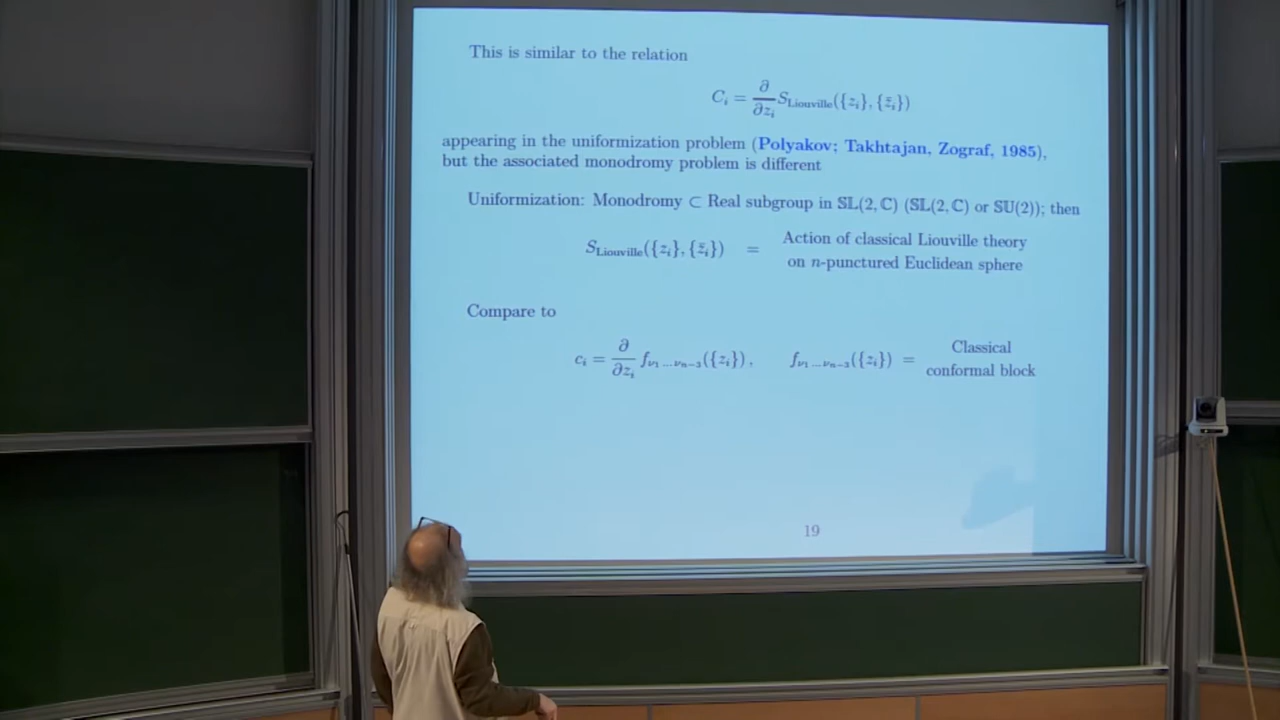 This is similar to the relation
C_i = ∂/∂z_i S_Liouville({z_i}, {z̄_i})
appearing in the uniformization problem (Polyakov; Takhtajan, Zograf, 1985),
but the associated monodromy problem is different
Uniformization: Monodromy ⊂ Real subgroup in SL(2, ℂ) (SL(2, ℂ) or SU(2)); then
S_Liouville({z_i}, {z̄_i}) = Action of classical Liouville theory
on n-punctured Euclidean sphere
Compare to
c_i = ∂/∂z_i f_{ν_1...ν_{n−3}}({z_i}), f_{ν_1...ν_{n−3}}({z_i}) = Classical
conformal block
19